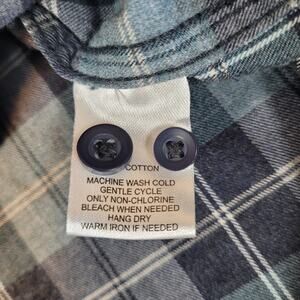 COTTON
MACHINE WASH COLD
GENTLE CYCLE
ONLY NON-CHLORINE
BLEACH WHEN NEEDED
HANG DRY
WARM IRON IF NEEDED